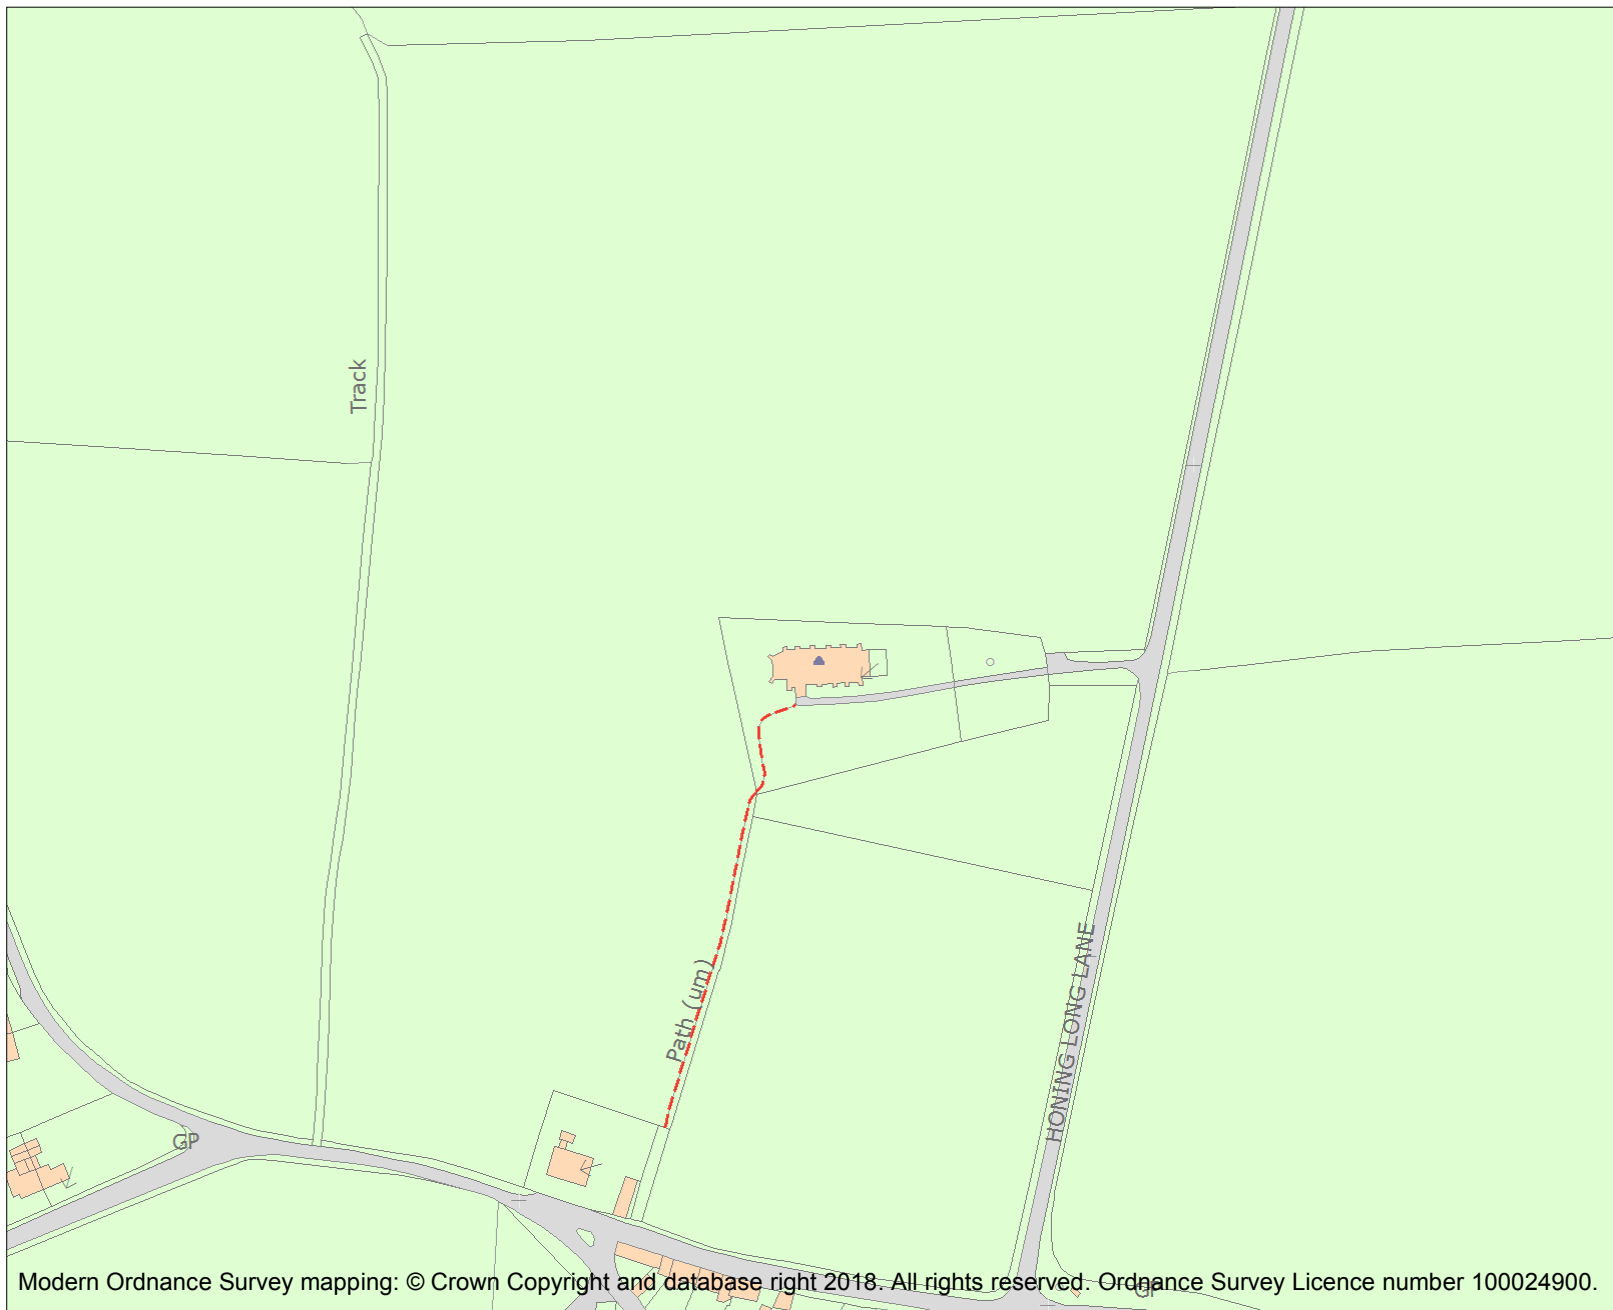 Track
Path (um)
HONING LONG LANE
GP
GP
Modern Ordnance Survey mapping: © Crown Copyright and database right 2018. All rights reserved. Ordnance Survey Licence number 100024900.